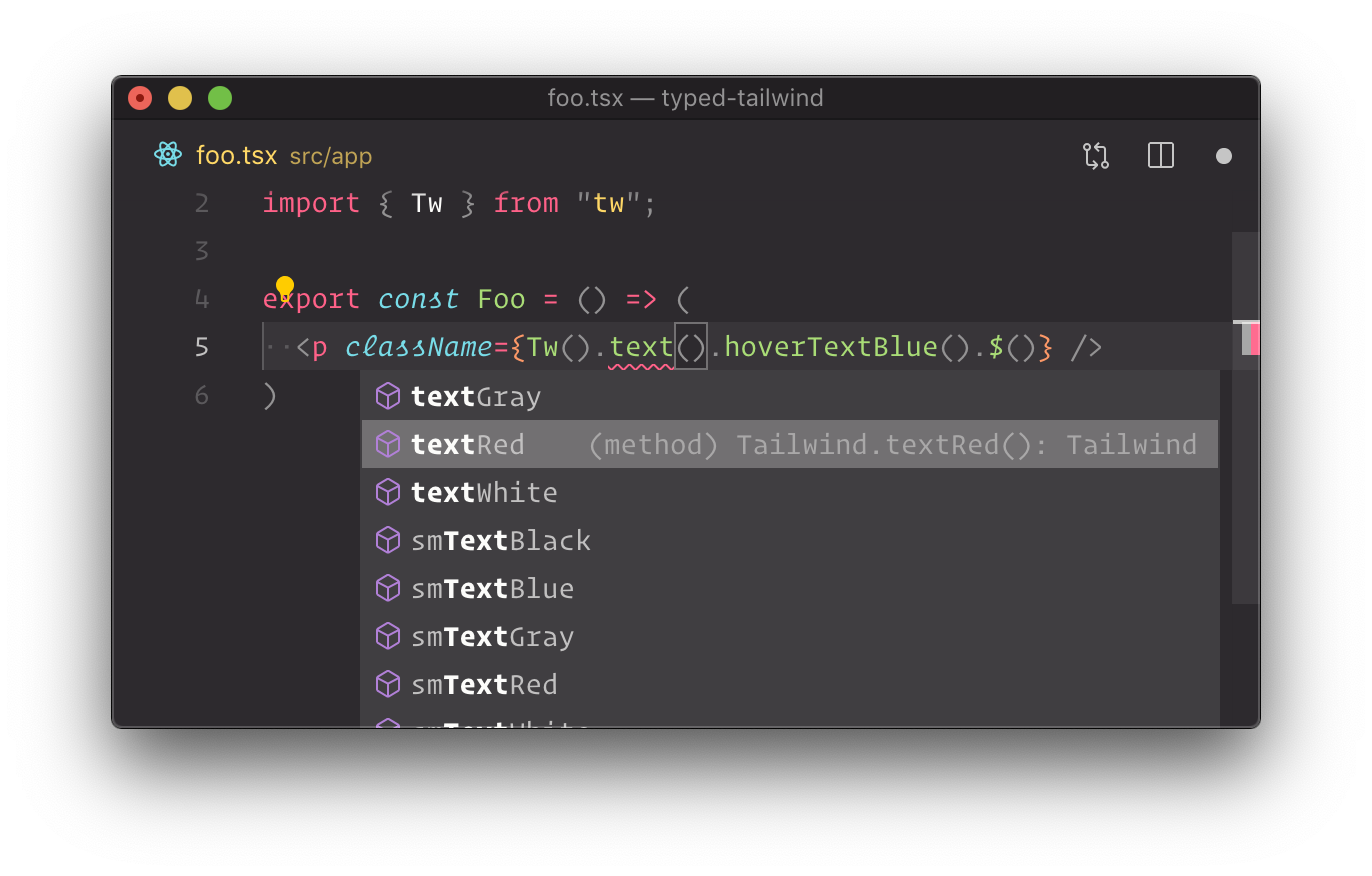 foo.tsx — typed-tailwind
foo.tsx src/app
2 import { Tw } from "tw";
3
4 export const Foo = () => (
5 ··<p className={Tw().text().hoverTextBlue().$()} />
6 )
textGray
textRed (method) Tailwind.textRed(): Tailwind
textWhite
smTextBlack
smTextBlue
smTextGray
smTextRed
smTextWhite